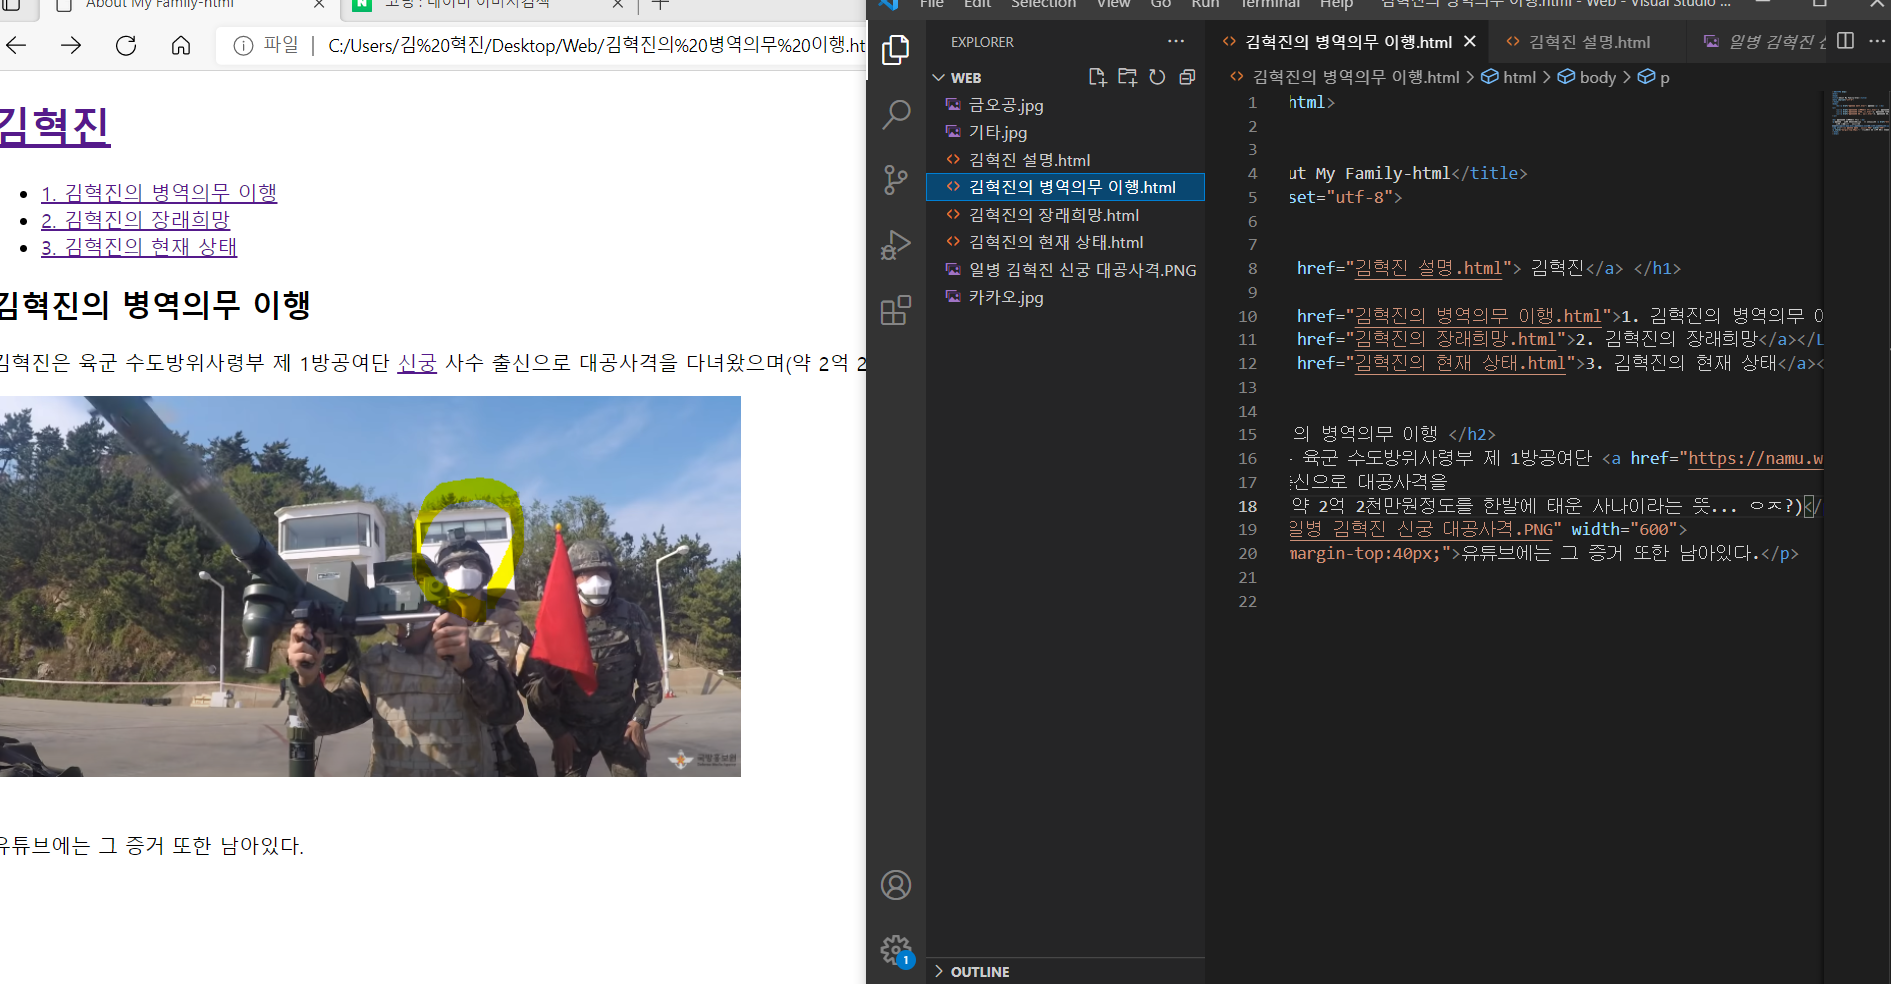 About My Family-html
파일
C:/Users/김%20혁진/Desktop/Web/김혁진의%20병역의무%20이행.ht
김혁진
1. 김혁진의 병역의무 이행
2. 김혁진의 장래희망
3. 김혁진의 현재 상태
김혁진의 병역의무 이행
김혁진은 육군 수도방위사령부 제 1방공여단 신궁 사수 출신으로 대공사격을 다녀왔으며(약 2억 2
국방홍보원
유튜브에는 그 증거 또한 남아있다.
File Edit Selection View Go Run Terminal Help 김혁진의 병역의무 이행.html - Web - Visual Studio ...
EXPLORER
WEB
금오공.jpg
기타.jpg
김혁진 설명.html
김혁진의 병역의무 이행.html
김혁진의 장래희망.html
김혁진의 현재 상태.html
일병 김혁진 신궁 대공사격.PNG
카카오.jpg
OUTLINE
1
김혁진의 병역의무 이행.html
김혁진 설명.html
일병 김혁진
김혁진의 병역의무 이행.html > html > body > p
1 html>
2
3
4 ut My Family-html</title>
5 set="utf-8">
6
7
8 href="김혁진 설명.html"> 김혁진</a> </h1>
9
10 href="김혁진의 병역의무 이행.html">1. 김혁진의 병역의무
11 href="김혁진의 장래희망.html">2. 김혁진의 장래희망</a></L
12 href="김혁진의 현재 상태.html">3. 김혁진의 현재 상태</a><
13
14
15 의 병역의무 이행 </h2>
16 육군 수도방위사령부 제 1방공여단 <a href="https://namu.w
17 신으로 대공사격을
18 약 2억 2천만원정도를 한발에 태운 사나이라는 뜻... ㅇㅈ?)</
19 일병 김혁진 신궁 대공사격.PNG" width="600">
20 margin-top:40px;">유튜브에는 그 증거 또한 남아있다.</p>
21
22